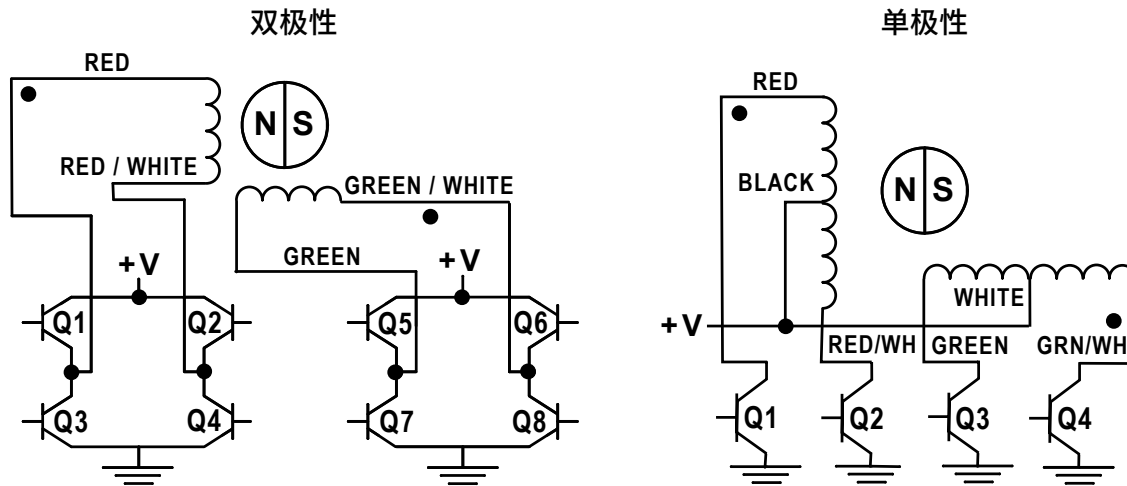 双极性
RED
N S
RED / WHITE
GREEN / WHITE
GREEN
+V
+V
Q1
Q2
Q5
Q6
Q3
Q4
Q7
Q8
单极性
RED
BLACK
N S
WHITE
+V
RED/WH
GREEN
GRN/WH
Q1
Q2
Q3
Q4